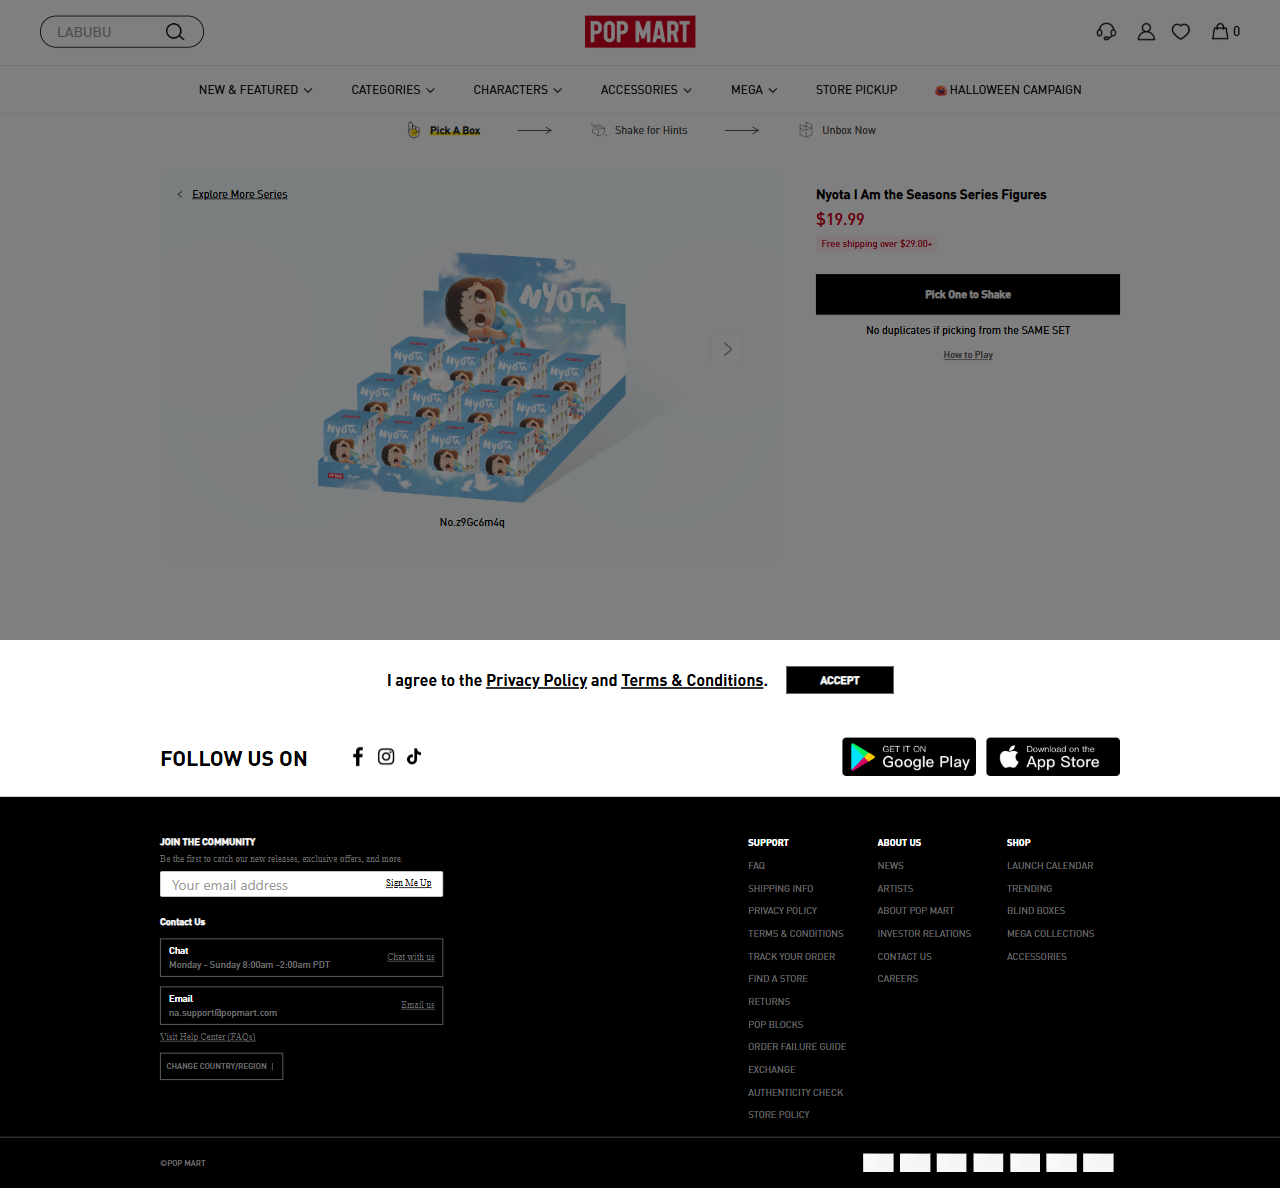 LABUBU
POP MART
0
NEW & FEATURED
CATEGORIES
CHARACTERS
ACCESSORIES
MEGA
STORE PICKUP
HALLOWEEN CAMPAIGN
Pick A Box
Shake for Hints
Unbox Now
Explore More Series
NYOTA
I am the Seasons
NYOTA
NYOTA
NYOTA
NYOTA
No.z9Gc6m4q
Nyota I Am the Seasons Series Figures
$19.99
Free shipping over $29.00+
Pick One to Shake
No duplicates if picking from the SAME SET
How to Play
I agree to the Privacy Policy and Terms & Conditions.
ACCEPT
FOLLOW US ON
GET IT ON
Google Play
Download on the
App Store
JOIN THE COMMUNITY
Be the first to catch our new releases, exclusive offers, and more.
Your email address
Sign Me Up
Contact Us
Chat
Monday - Sunday 8:00am -2:00am PDT
Chat with us
Email
na.support@popmart.com
Email us
Visit Help Center (FAQs)
CHANGE COUNTRY/REGION |
SUPPORT
FAQ
SHIPPING INFO
PRIVACY POLICY
TERMS & CONDITIONS
TRACK YOUR ORDER
FIND A STORE
RETURNS
POP BLOCKS
ORDER FAILURE GUIDE
EXCHANGE
AUTHENTICITY CHECK
STORE POLICY
ABOUT US
NEWS
ARTISTS
ABOUT POP MART
INVESTOR RELATIONS
CONTACT US
CAREERS
SHOP
LAUNCH CALENDAR
TRENDING
BLIND BOXES
MEGA COLLECTIONS
ACCESSORIES
©POP MART